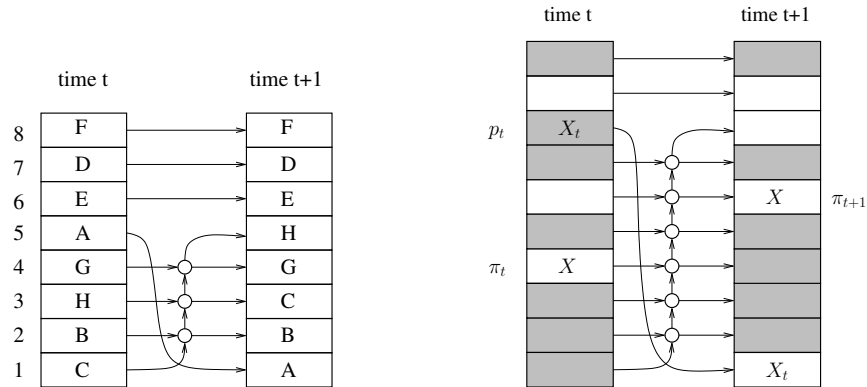 time t time t+1
time t time t+1
8 F F
7 D D
6 E E
5 A H
4 G G
3 H C
2 B B
1 C A
p_t X_t
X π_{t+1}
π_t X
X_t